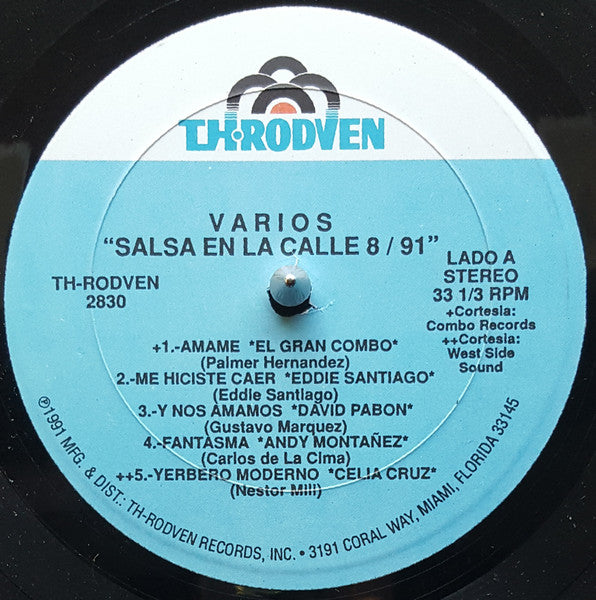 TH·RODVEN
VARIOS
"SALSA EN LA CALLE 8 / 91"
TH-RODVEN
2830
LADO A
STEREO
33 1/3 RPM
+Cortesia:
Combo Records
++Cortesia:
West Side
Sound
+1.-AMAME *EL GRAN COMBO*
(Palmer Hernandez)
2.-ME HICISTE CAER *EDDIE SANTIAGO*
(Eddie Santiago)
3.-Y NOS AMAMOS *DAVID PABON*
(Gustavo Marquez)
4.-FANTASMA *ANDY MONTAÑEZ*
(Carlos de La Cima)
++5.-YERBERO MODERNO *CELIA CRUZ*
(Nestor Mill)
℗1991 MFG. & DIST.: TH-RODVEN RECORDS, INC. • 3191 CORAL WAY, MIAMI, FLORIDA 33145